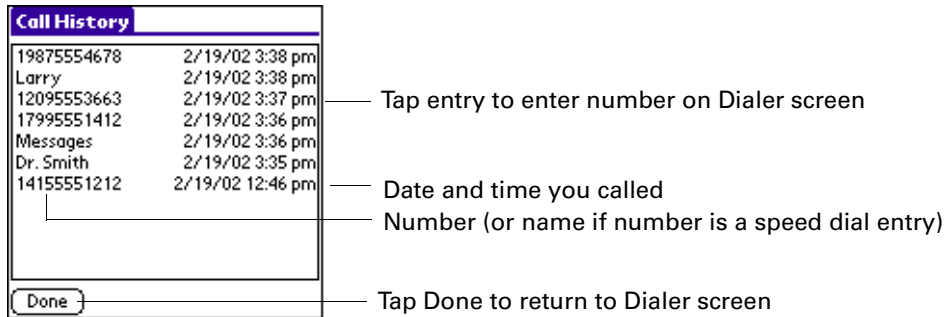 Call History
19875554678 2/19/02 3:38 pm
Larry 2/19/02 3:38 pm
12095553663 2/19/02 3:37 pm
Tap entry to enter number on Dialer screen
17995551412 2/19/02 3:36 pm
Messages 2/19/02 3:36 pm
Dr. Smith 2/19/02 3:35 pm
14155551212 2/19/02 12:46 pm
Date and time you called
Number (or name if number is a speed dial entry)
Done
Tap Done to return to Dialer screen